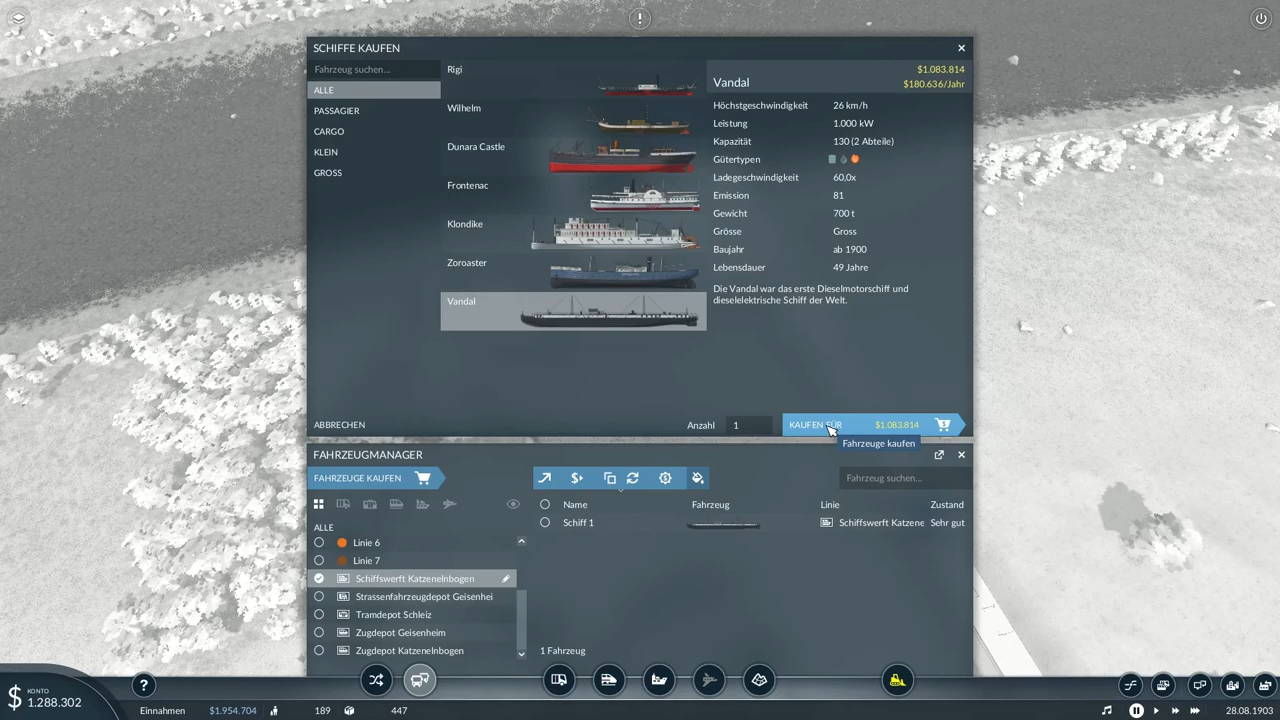 SCHIFFE KAUFEN
Fahrzeug suchen...
ALLE
PASSAGIER
CARGO
KLEIN
GROSS
Rigi
Wilhelm
Dunara Castle
Frontenac
Klondike
Zoroaster
Vandal
Vandal
$1.083.814
$180.636/Jahr
Höchstgeschwindigkeit 26 km/h
Leistung 1.000 kW
Kapazität 130 (2 Abteile)
Gütertypen
Ladegeschwindigkeit 60,0x
Emission 81
Gewicht 700 t
Grösse Gross
Baujahr ab 1900
Lebensdauer 49 Jahre
Die Vandal war das erste Dieselmotorschiff und
dieselelektrische Schiff der Welt.
ABBRECHEN
Anzahl 1
KAUFEN FÜR $1.083.814
Fahrzeuge kaufen
FAHRZEUGMANAGER
FAHRZEUGE KAUFEN
Fahrzeug suchen...
ALLE
Linie 6
Linie 7
Schiffswerft Katzenelnbogen
Strassenfahrzeugdepot Geisenhei
Tramdepot Schleiz
Zugdepot Geisenheim
Zugdepot Katzenelnbogen
Name Fahrzeug Linie Zustand
Schiff 1 Schiffswerft Katzene Sehr gut
1 Fahrzeug
$ KONTO
1.288.302
?
Einnahmen $1.954.704 189 447
28.08.1903